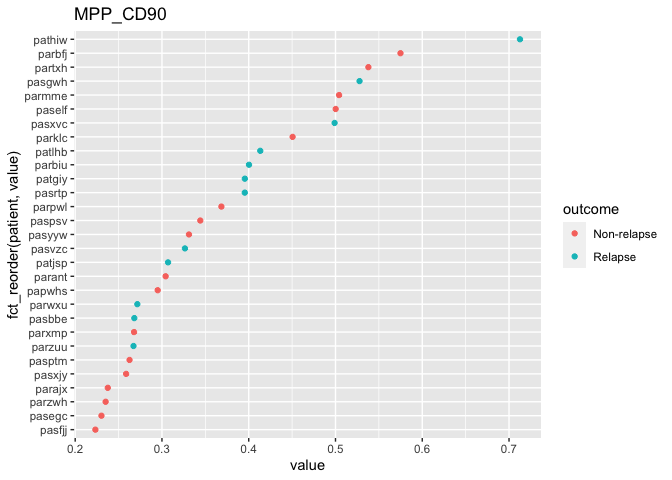 MPP_CD90
fct_reorder(patient, value)
pathiw
parbfj
partxh
pasgwh
parmme
paself
pasxvc
parklc
patlhb
parbiu
patgiy
pasrtp
parpwl
paspsv
pasyyw
pasvzc
patjsp
parant
papwhs
parwxu
pasbbe
parxmp
parzuu
pasptm
pasxjy
parajx
parzwh
pasegc
pasfjj
0.2 0.3 0.4 0.5 0.6 0.7
value
outcome
Non-relapse
Relapse